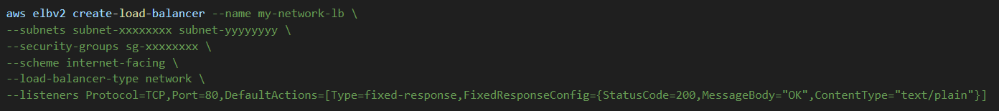 aws elbv2 create-load-balancer --name my-network-lb \
--subnets subnet-xxxxxxxx subnet-yyyyyyyy \
--security-groups sg-xxxxxxxx \
--scheme internet-facing \
--load-balancer-type network \
--listeners Protocol=TCP,Port=80,DefaultActions=[Type=fixed-response,FixedResponseConfig={StatusCode=200,MessageBody="OK",ContentType="text/plain"}]